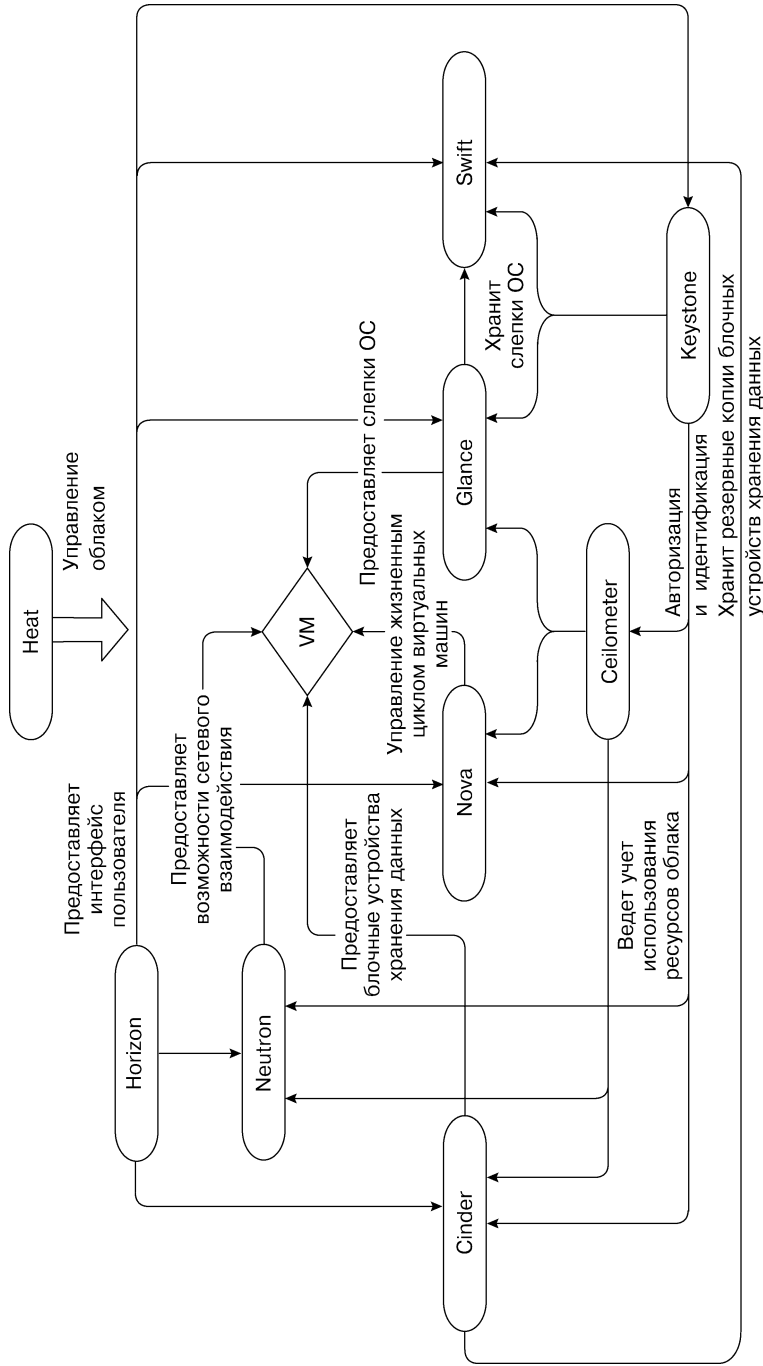 Heat
Управление
облаком
Предоставляет
интерфейс
пользователя
Horizon
Предоставляет
возможности сетевого
взаимодействия
Neutron
VM
Предоставляет слепки ОС
Предоставляет
блочные устройства
хранения данных
Управление жизненным
циклом виртуальных
машин
Cinder
Nova
Glance
Хранит
слепки ОС
Swift
Ceilometer
Ведет учет
использования
ресурсов облака
Авторизация
и идентификация
Keystone
Хранит резервные копии блочных
устройств хранения данных